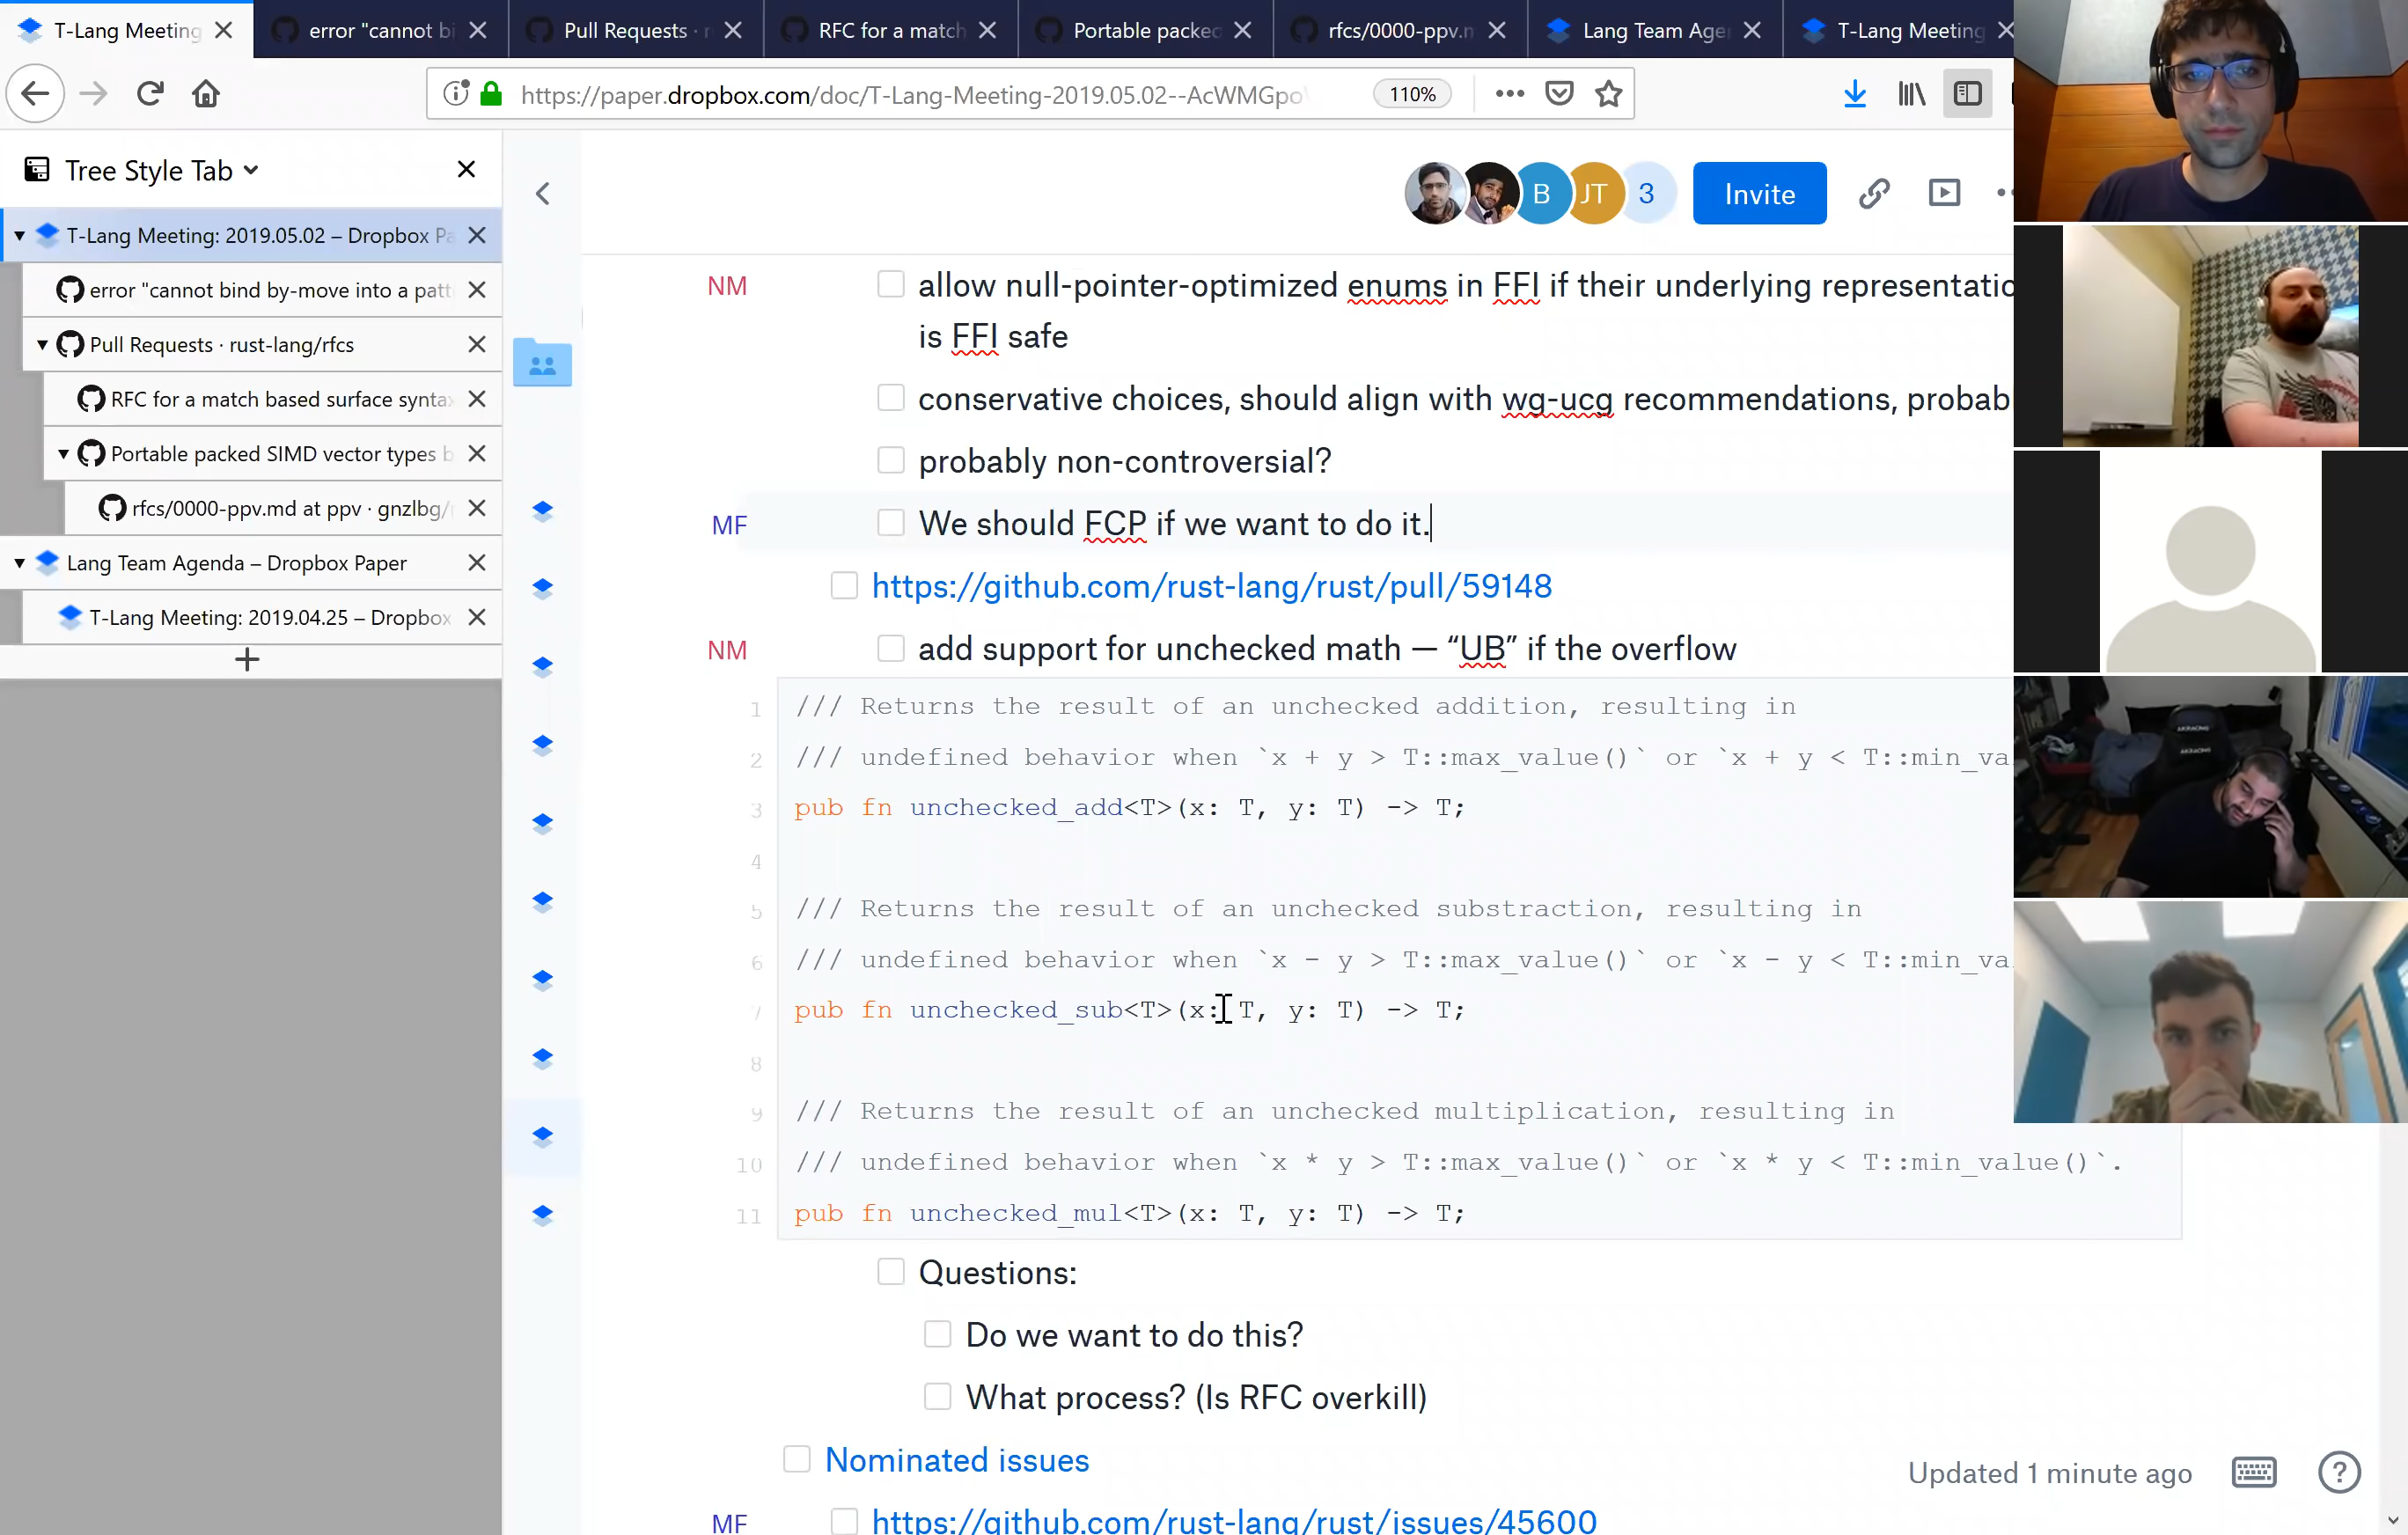 T-Lang Meeting
error "cannot bi
Pull Requests ·
RFC for a match
Portable packed
rfcs/0000-ppv.m
Lang Team Age
T-Lang Meeting
https://paper.dropbox.com/doc/T-Lang-Meeting-2019.05.02--AcWMGpo
110%
Tree Style Tab
T-Lang Meeting: 2019.05.02 – Dropbox Pa
error "cannot bind by-move into a patt
Pull Requests · rust-lang/rfcs
RFC for a match based surface syntax
Portable packed SIMD vector types b
rfcs/0000-ppv.md at ppv · gnzlbg/
Lang Team Agenda – Dropbox Paper
T-Lang Meeting: 2019.04.25 – Dropbox
B
JT
3
Invite
NM
allow null-pointer-optimized enums in FFI if their underlying representatio
is FFI safe
conservative choices, should align with wg-ucg recommendations, probab
probably non-controversial?
MF
We should FCP if we want to do it.
https://github.com/rust-lang/rust/pull/59148
NM
add support for unchecked math — “UB” if the overflow
1 /// Returns the result of an unchecked addition, resulting in
2 /// undefined behavior when `x + y > T::max_value()` or `x + y < T::min_va
3 pub fn unchecked_add<T>(x: T, y: T) -> T;
4
5 /// Returns the result of an unchecked substraction, resulting in
6 /// undefined behavior when `x - y > T::max_value()` or `x - y < T::min_va
7 pub fn unchecked_sub<T>(x: T, y: T) -> T;
8
9 /// Returns the result of an unchecked multiplication, resulting in
10 /// undefined behavior when `x * y > T::max_value()` or `x * y < T::min_value()`.
11 pub fn unchecked_mul<T>(x: T, y: T) -> T;
Questions:
Do we want to do this?
What process? (Is RFC overkill)
Nominated issues
MF
https://github.com/rust-lang/rust/issues/45600
Updated 1 minute ago